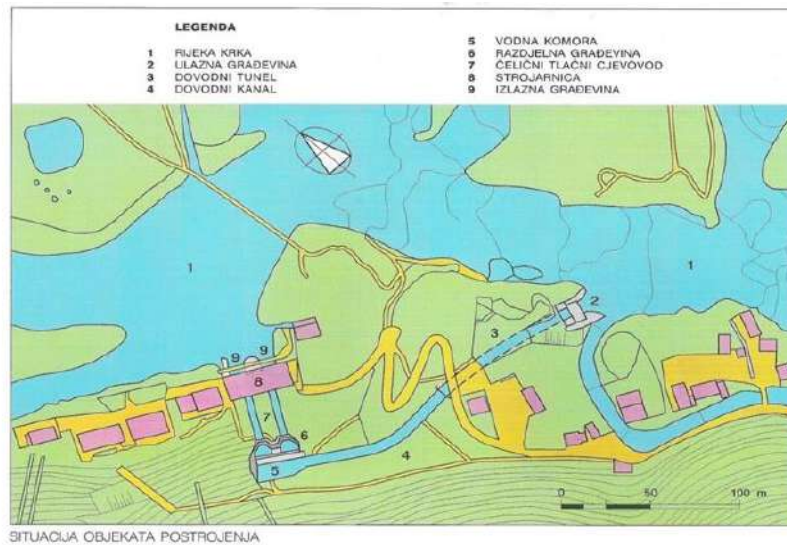 LEGENDA
1 RIJEKA KRKA
2 ULAZNA GRAĐEVINA
3 DOVODNI TUNEL
4 DOVODNI KANAL
5 VODNA KOMORA
6 RAZDJELNA GRAĐEVINA
7 ČELIČNI TLAČNI CJEVOVOD
8 STROJARNICA
9 IZLAZNA GRAĐEVINA
1
1
2
3
9 9
8
7
6
5
4
0 50 100 m
SITUACIJA OBJEKATA POSTROJENJA